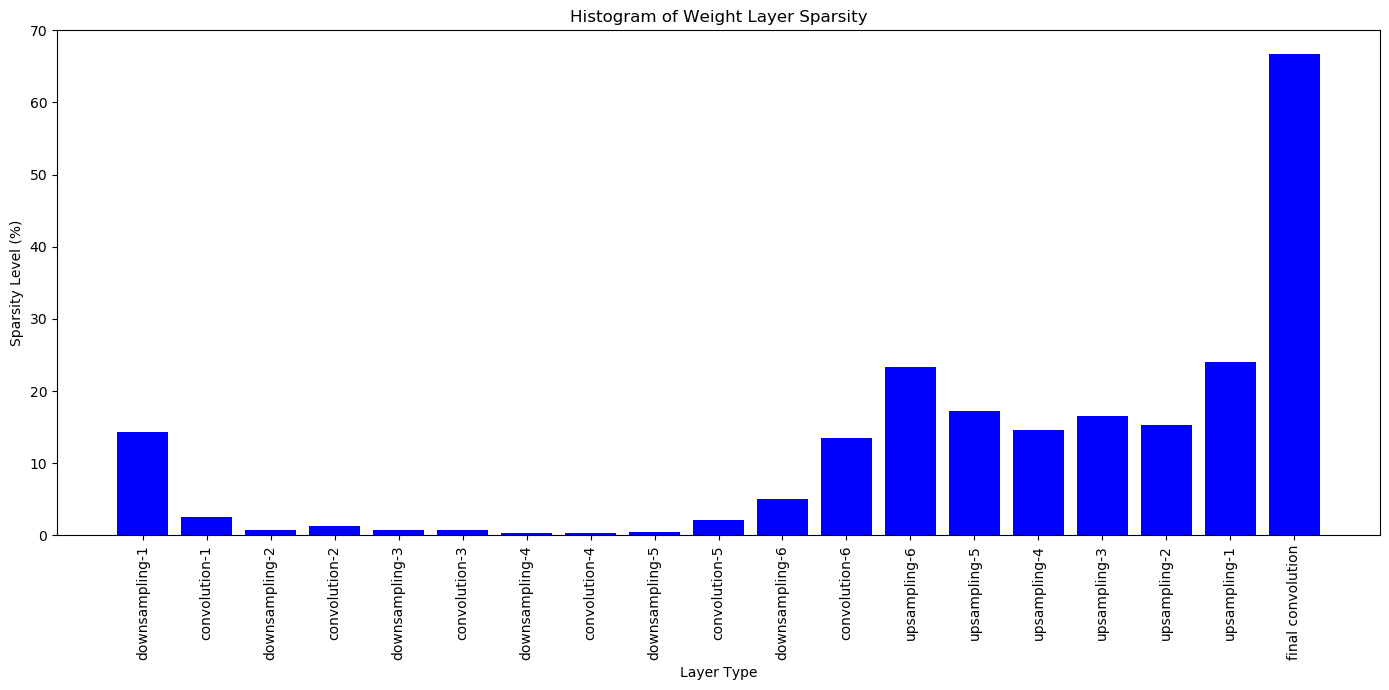 Histogram of Weight Layer Sparsity
Sparsity Level (%)
70
60
50
40
30
20
10
0
downsampling-1
convolution-1
downsampling-2
convolution-2
downsampling-3
convolution-3
downsampling-4
convolution-4
downsampling-5
convolution-5
downsampling-6
convolution-6
upsampling-6
upsampling-5
upsampling-4
upsampling-3
upsampling-2
upsampling-1
final convolution
Layer Type